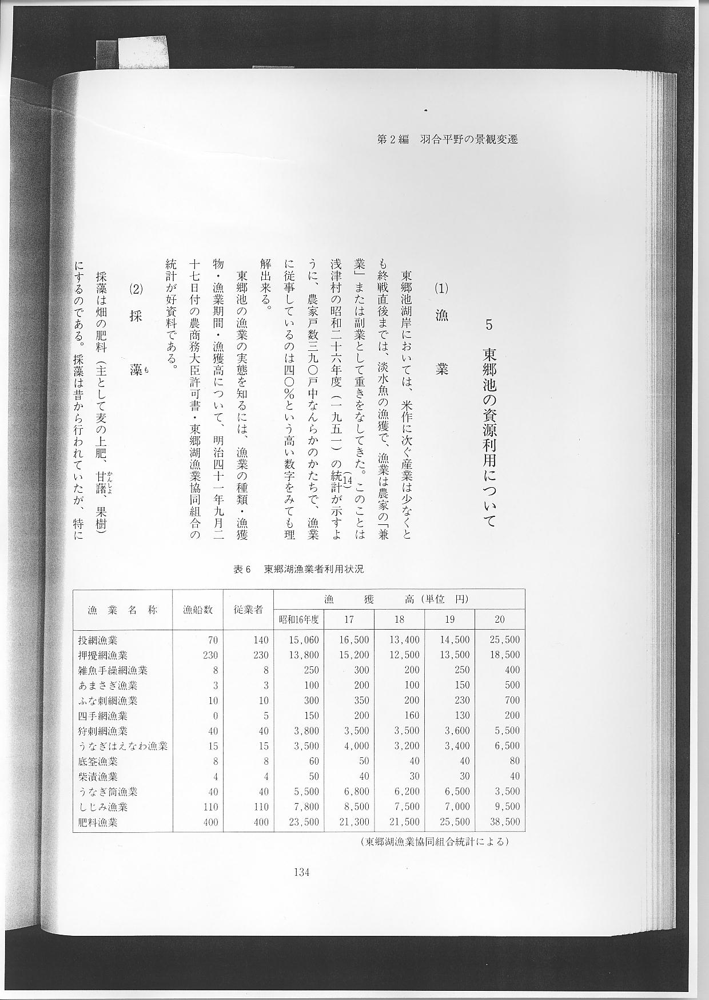 第2編　羽合平野の景観変遷
5　東郷池の資源利用について
(1) 漁業
東郷池湖岸においては、米作に次ぐ産業は少なくと
も終戦直後までは、淡水魚の漁獲で、漁業は農家の「兼
業」または副業として重きをなしてきた。このことは
浅津村の昭和二十六年度（一九五一）の統計が示すよ
(14)
うに、農家戸数三九〇戸中なんらかのかたちで、漁業
に従事しているのは四〇％という高い数字をみても理
解出来る。
東郷池の漁業の実態を知るには、漁業の種類・漁獲
物・漁業期間・漁獲高について、明治四十一年九月二
十七日付の農商務大臣許可書・東郷湖漁業協同組合の
統計が好資料である。
(2) 採藻
も
採藻は畑の肥料（主として麦の上肥、甘藷、果樹）
かんしよ
にするのである。採藻は昔から行われていたが、特に
表6　東郷湖漁業者利用状況
漁業名称 漁船数 従業者 漁獲高（単位　円）
昭和16年度 17 18 19 20
投網漁業 70 140 15,060 16,500 13,400 14,500 25,500
押攪網漁業 230 230 13,800 15,200 12,500 13,500 18,500
雑魚手繰網漁業 8 8 250 300 200 250 400
あまさぎ漁業 3 3 100 200 100 150 500
ふな刺網漁業 10 10 300 350 200 230 700
四手網漁業 0 5 150 200 160 130 200
狩刺網漁業 40 40 3,800 3,500 3,500 3,600 5,500
うなぎはえなわ漁業 15 15 3,500 4,000 3,200 3,400 6,500
底筌漁業 8 8 60 50 40 40 80
柴漬漁業 4 4 50 40 30 30 40
うなぎ筒漁業 40 40 5,500 6,800 6,200 6,500 3,500
しじみ漁業 110 110 7,800 8,500 7,500 7,000 9,500
肥料漁業 400 400 23,500 21,300 21,500 25,500 38,500
（東郷湖漁業協同組合統計による）
134